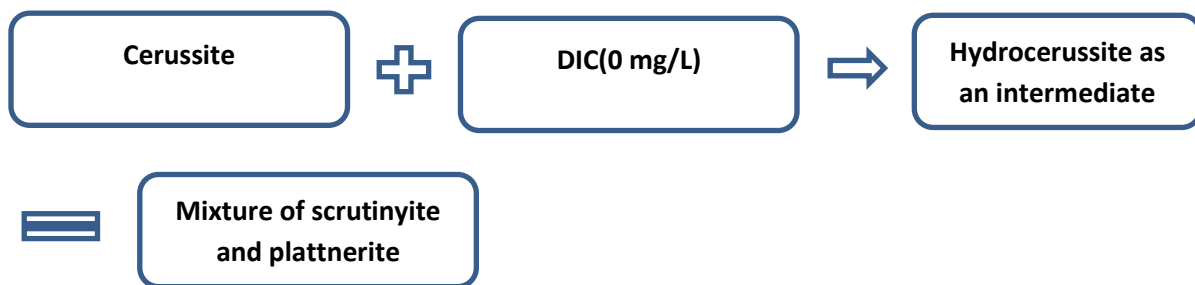 Cerussite
DIC(0 mg/L)
Hydrocerussite as
an intermediate
Mixture of scrutinyite
and plattnerite